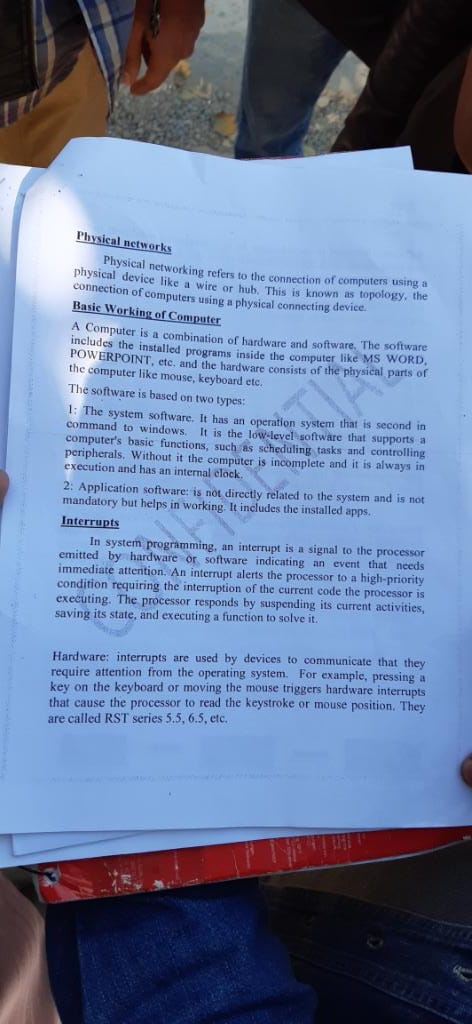 Physical networks
Physical networking refers to the connection of computers using a
physical device like a wire or hub. This is known as topology, the
connection of computers using a physical connecting device.
Basic Working of Computer
A Computer is a combination of hardware and software. The software
includes the installed programs inside the computer like MS WORD,
POWERPOINT, etc. and the hardware consists of the physical parts of
the computer like mouse, keyboard etc.
The software is based on two types:
1: The system software. It has an operation system that is second in
command to windows. It is the low-level software that supports a
computer's basic functions, such as scheduling tasks and controlling
peripherals. Without it the computer is incomplete and it is always in
execution and has an internal clock.
2: Application software: is not directly related to the system and is not
mandatory but helps in working. It includes the installed apps.
Interrupts
In system programming, an interrupt is a signal to the processor
emitted by hardware or software indicating an event that needs
immediate attention. An interrupt alerts the processor to a high-priority
condition requiring the interruption of the current code the processor is
executing. The processor responds by suspending its current activities,
saving its state, and executing a function to solve it.
Hardware: interrupts are used by devices to communicate that they
require attention from the operating system. For example, pressing a
key on the keyboard or moving the mouse triggers hardware interrupts
that cause the processor to read the keystroke or mouse position. They
are called RST series 5.5, 6.5, etc.
CONFIDENTIAL